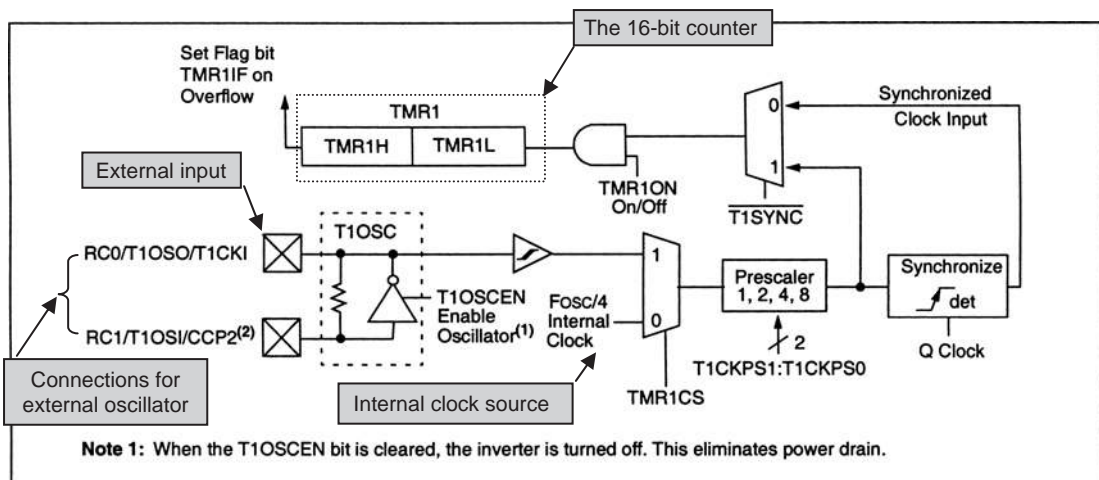 The 16-bit counter
Set Flag bit
TMR1IF on
Overflow
TMR1
TMR1H
TMR1L
0
Synchronized
Clock Input
1
External input
TMR1ON
On/Off
T1SYNC
T1OSC
RC0/T1OSO/T1CKI
1
Prescaler
1, 2, 4, 8
Synchronize
det
T1OSCEN
Enable
Oscillator(1)
FOSC/4
Internal
Clock
0
RC1/T1OSI/CCP2(2)
2
Q Clock
T1CKPS1:T1CKPS0
Connections for
external oscillator
Internal clock source
TMR1CS
Note 1: When the T1OSCEN bit is cleared, the inverter is turned off. This eliminates power drain.